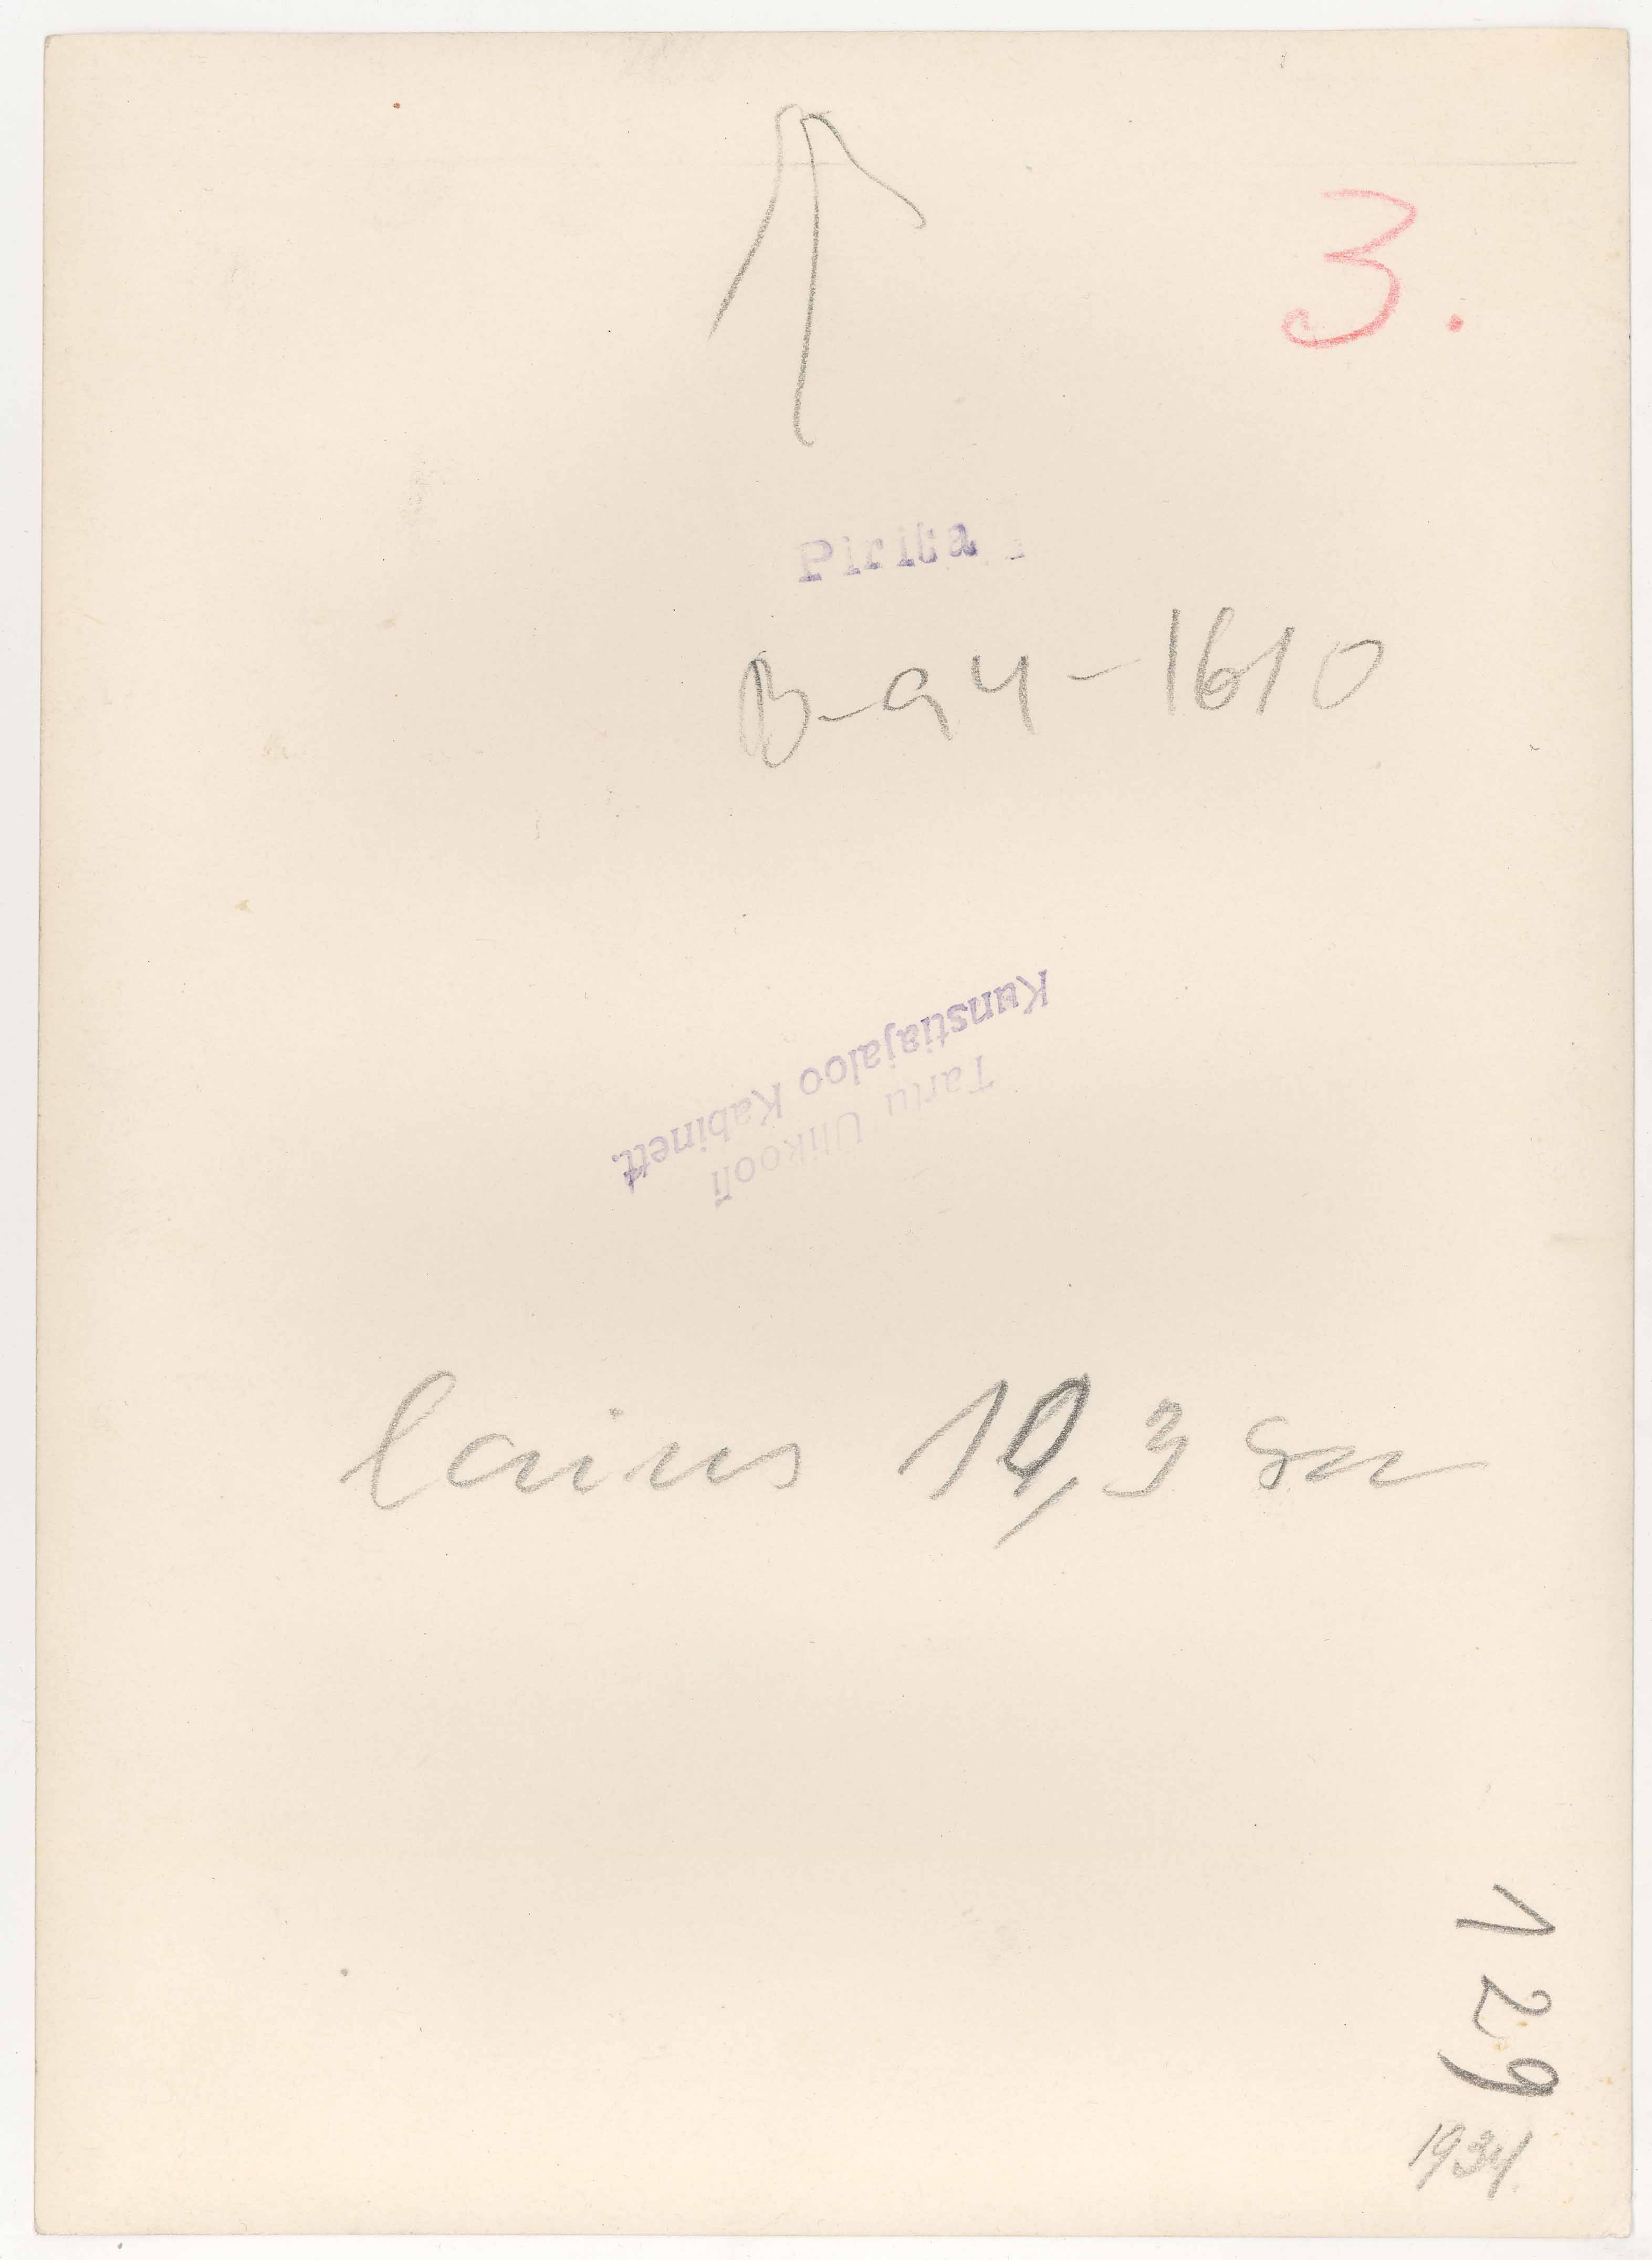 3.
Pirita
B-94-1610
Tartu Ülikooli
Kunstiajaloo Kabinett.
laius 10,3 cm
129
1934.